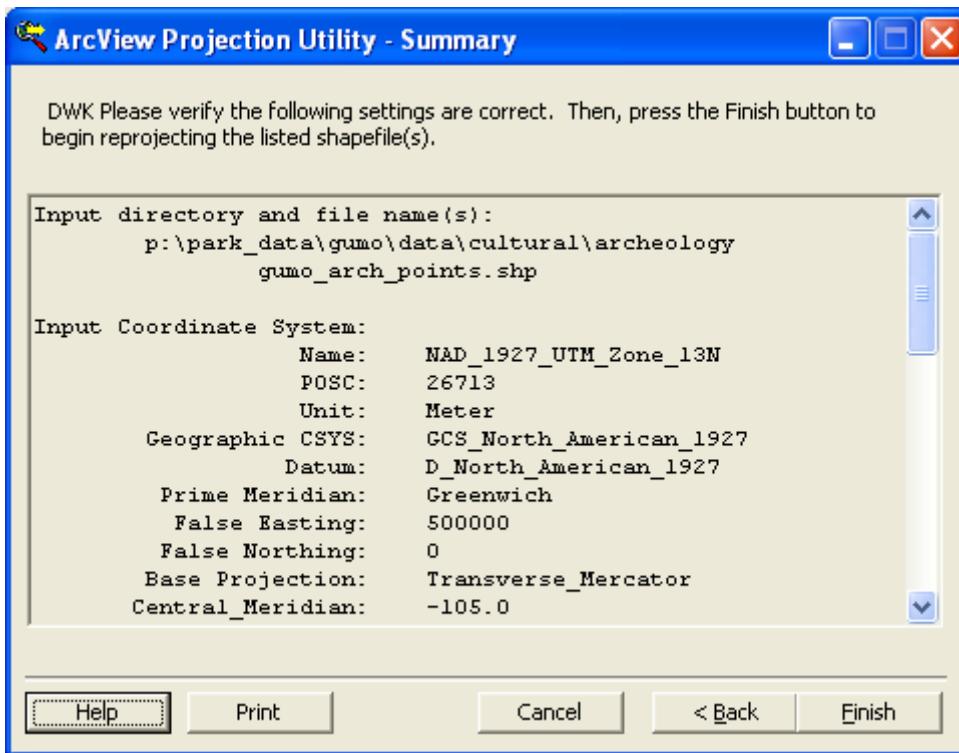 ArcView Projection Utility - Summary
DWK Please verify the following settings are correct.  Then, press the Finish button to
begin reprojecting the listed shapefile(s).
Input directory and file name(s):
p:\park_data\gumo\data\cultural\archeology
gumo_arch_points.shp
Input Coordinate System:
Name: NAD_1927_UTM_Zone_13N
POSC: 26713
Unit: Meter
Geographic CSYS: GCS_North_American_1927
Datum: D_North_American_1927
Prime Meridian: Greenwich
False Easting: 500000
False Northing: 0
Base Projection: Transverse_Mercator
Central_Meridian: -105.0
Help Print Cancel < Back Finish